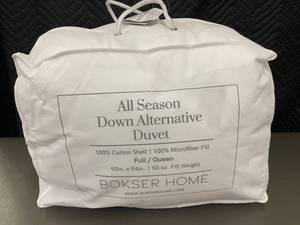 All Season
Down Alternative
Duvet
100% Cotton Shell | 100% Microfiber Fill
Full / Queen
90in. x 94in. | 50 oz. Fill Weight
BOKSER HOME
WWW.BOKSERHOME.COM